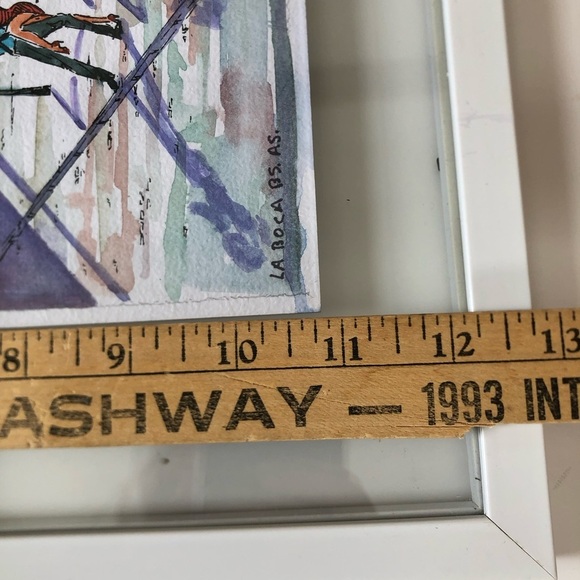 LA BOCA BS. AS.
8 9 10 11 12 13
ASHWAY — 1993 INT